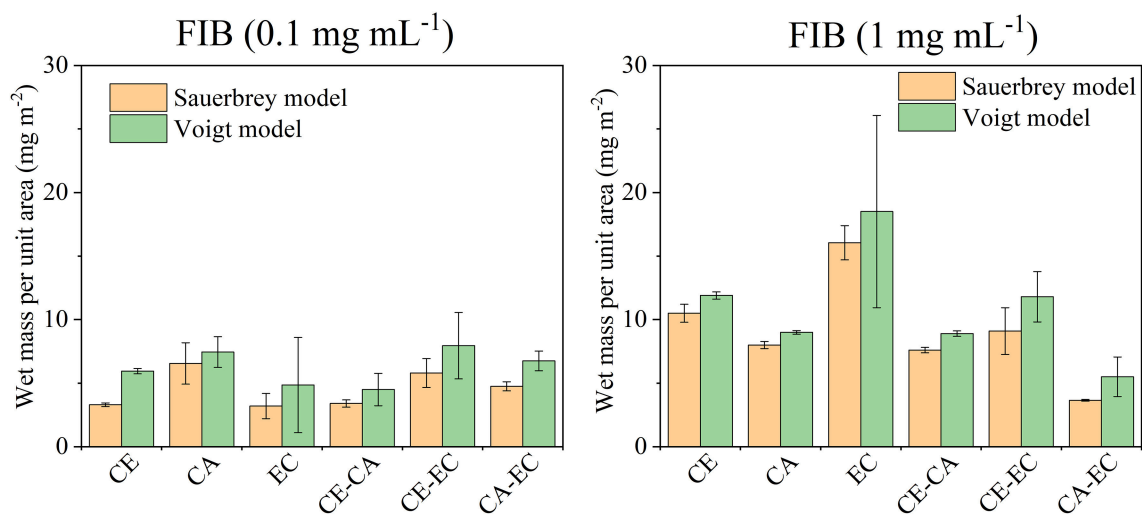 FIB (0.1 mg mL⁻¹)
Wet mass per unit area (mg m⁻²)
30
20
10
0
Sauerbrey model
Voigt model
CE
CA
EC
CE-CA
CE-EC
CA-EC
FIB (1 mg mL⁻¹)
Wet mass per unit area (mg m⁻²)
30
20
10
0
Sauerbrey model
Voigt model
CE
CA
EC
CE-CA
CE-EC
CA-EC